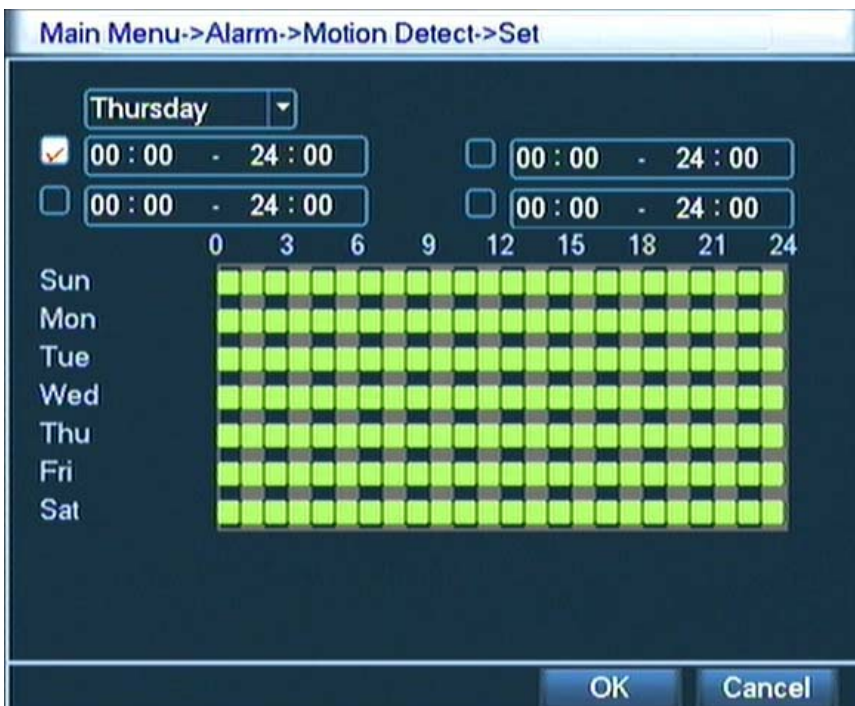 Main Menu->Alarm->Motion Detect->Set
Thursday
00 : 00 - 24 : 00 00 : 00 - 24 : 00
00 : 00 - 24 : 00 00 : 00 - 24 : 00
0 3 6 9 12 15 18 21 24
Sun
Mon
Tue
Wed
Thu
Fri
Sat
OK Cancel